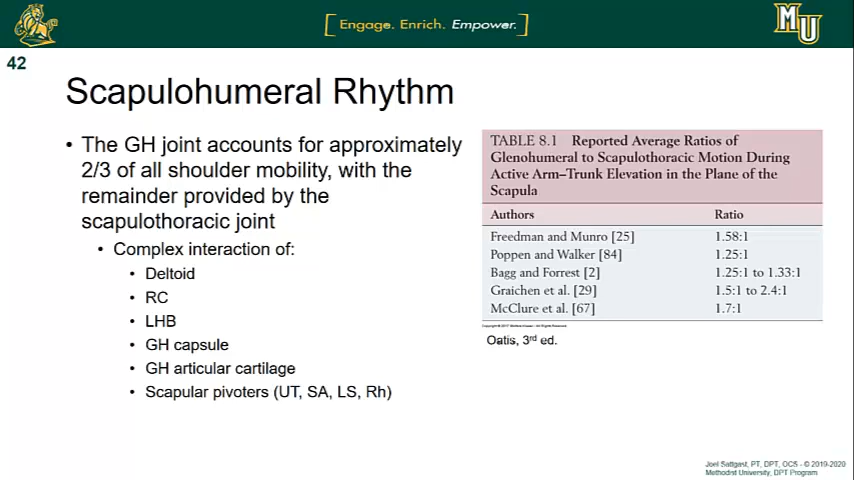 [Engage. Enrich. Empower.]
MU
42
Scapulohumeral Rhythm
• The GH joint accounts for approximately
2/3 of all shoulder mobility, with the
remainder provided by the
scapulothoracic joint
• Complex interaction of:
• Deltoid
• RC
• LHB
• GH capsule
• GH articular cartilage
• Scapular pivoters (UT, SA, LS, Rh)
TABLE 8.1 Reported Average Ratios of
Glenohumeral to Scapulothoracic Motion During
Active Arm–Trunk Elevation in the Plane of the
Scapula
Authors Ratio
Freedman and Munro [25] 1.58:1
Poppen and Walker [84] 1.25:1
Bagg and Forrest [2] 1.25:1 to 1.33:1
Graichen et al. [29] 1.5:1 to 2.4:1
McClure et al. [67] 1.7:1
Oatis, 3rd ed.
Joel Sattgast, PT, DPT, OCS - © 2019-2020
Methodist University, DPT Program